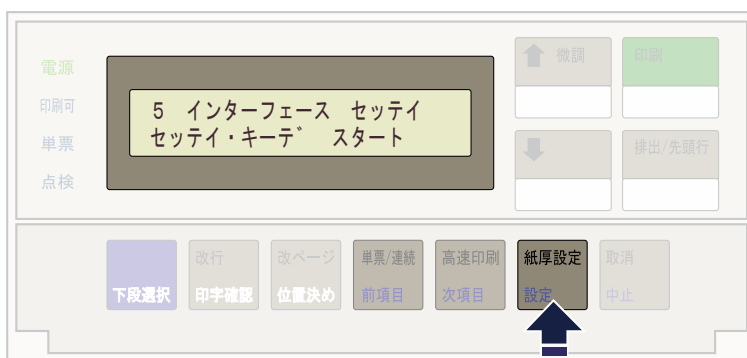 電源
印刷可
単票
点検
5 インターフェース セッテイ
セッテイ・キーデ゛ スタート
微調
印刷
排出/先頭行
改行
改ページ
単票/連続
高速印刷
紙厚設定
取消
下段選択
印字確認
位置決め
前項目
次項目
設定
中止